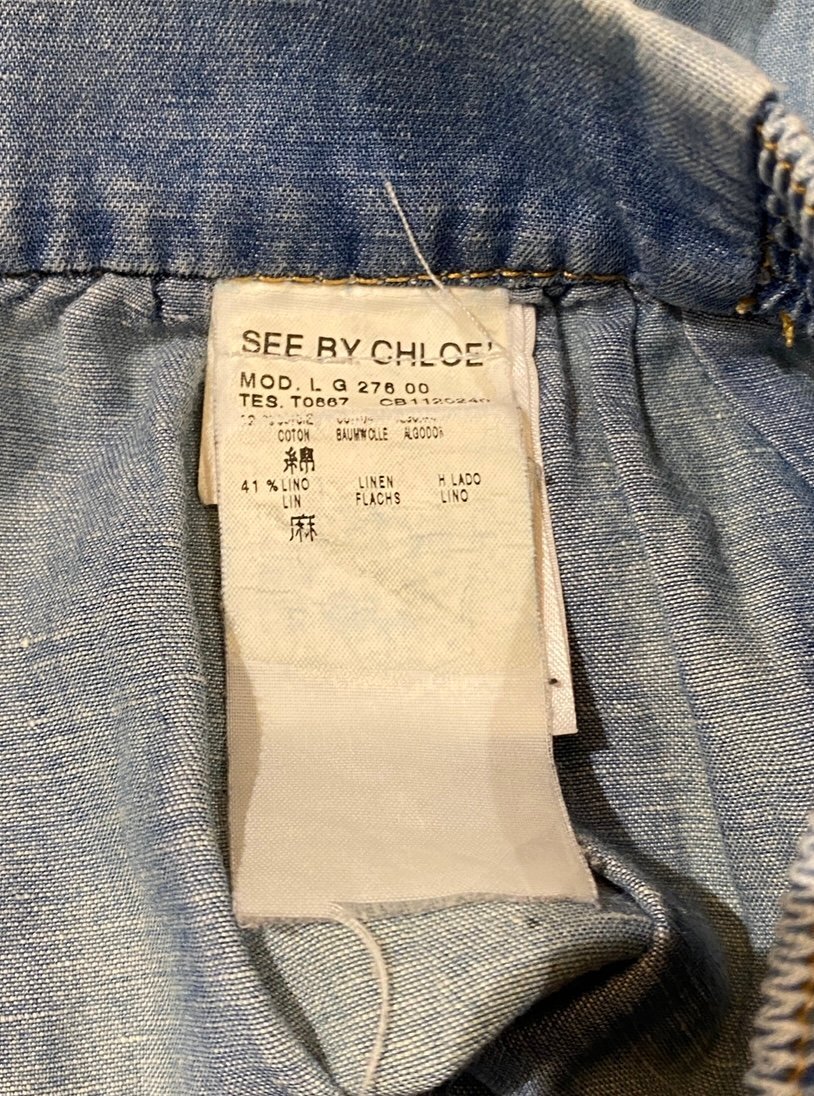 SEE BY CHLOE'
MOD. L G 276 00
TES. T0667
COTON BAUMWOLLE ALGODON
綿
41 % LINO LINEN H.LADO
LIN FLACHS LINO
麻